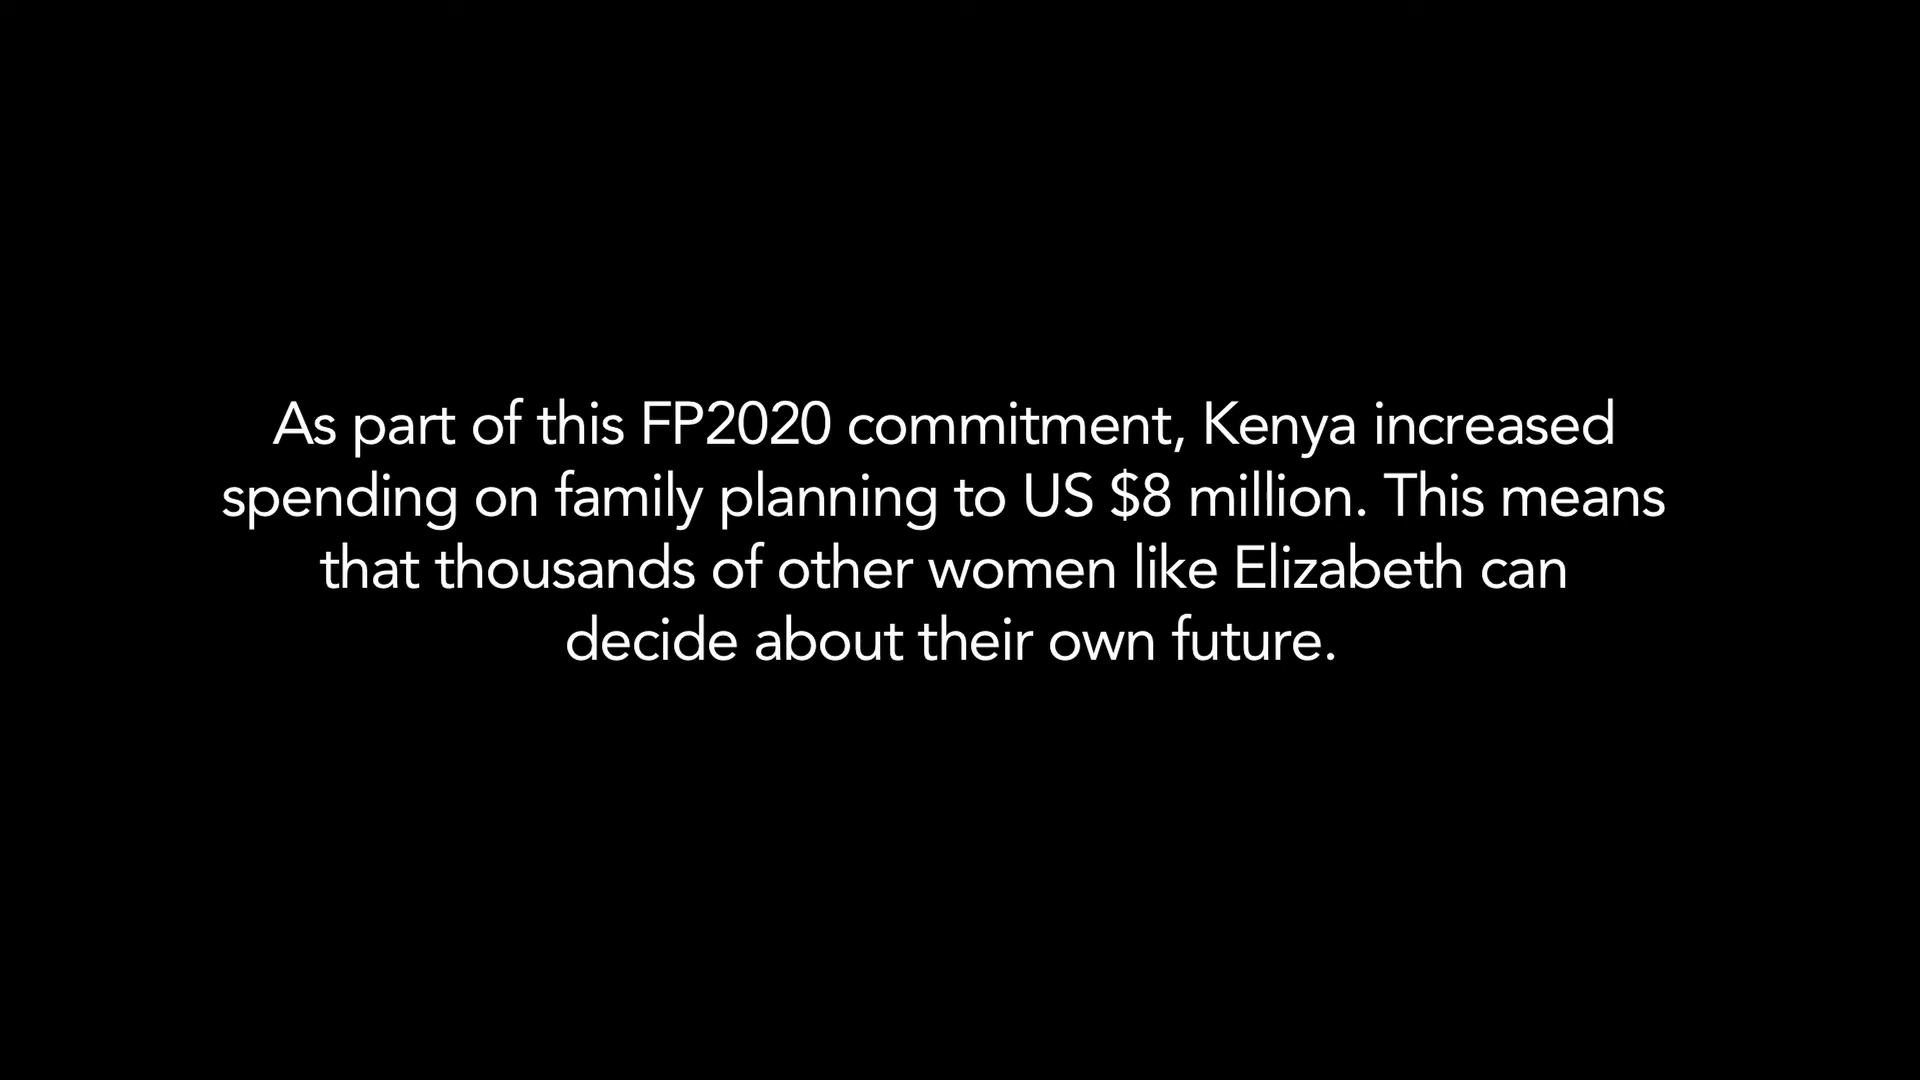 As part of this FP2020 commitment, Kenya increased
spending on family planning to US $8 million. This means
that thousands of other women like Elizabeth can
decide about their own future.